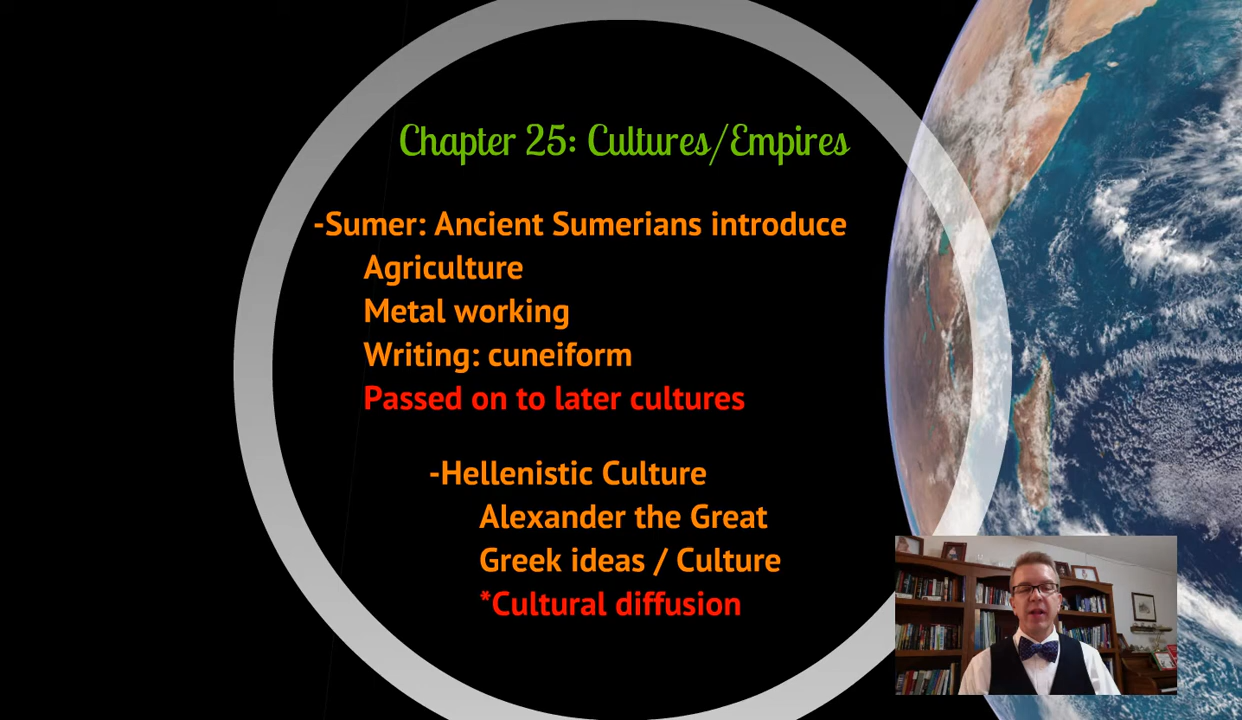 Chapter 25: Cultures/Empires
-Sumer: Ancient Sumerians introduce
Agriculture
Metal working
Writing: cuneiform
Passed on to later cultures
-Hellenistic Culture
Alexander the Great
Greek ideas / Culture
*Cultural diffusion